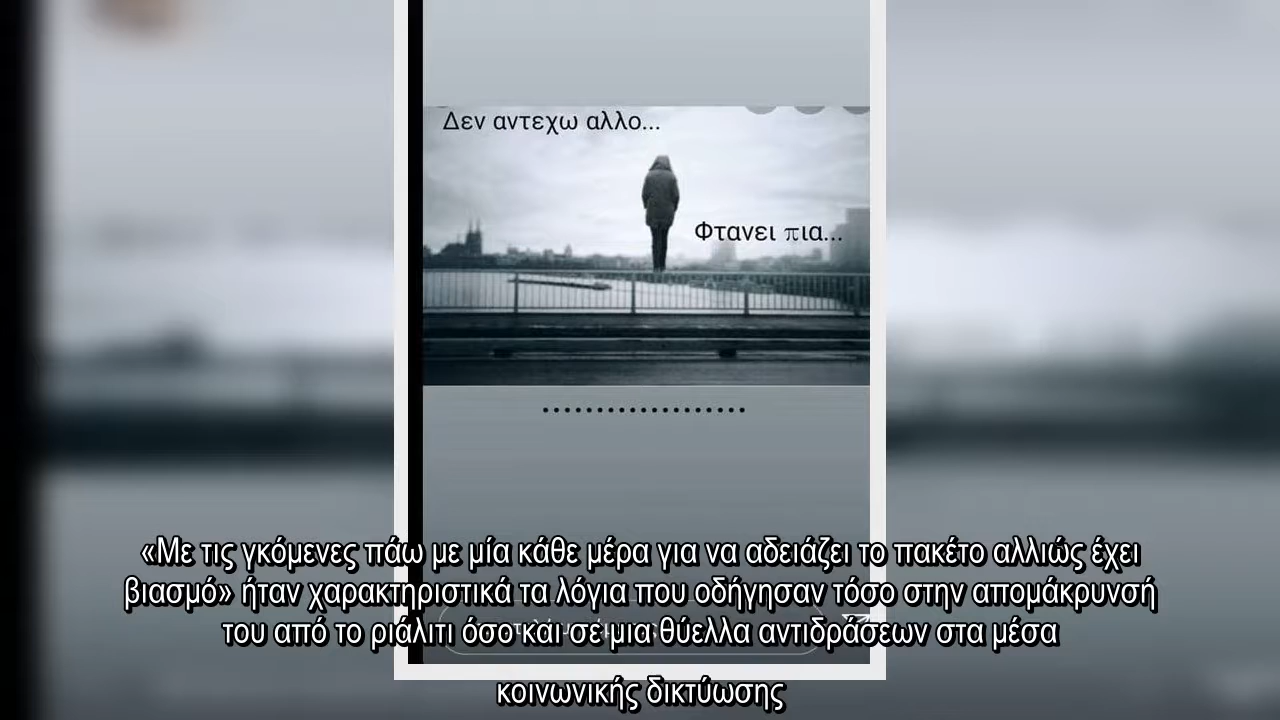 Δεν αντεχω αλλο...
Φτανει πια...
«Με τις γκόμενες πάω με μία κάθε μέρα για να αδειάζει το πακέτο αλλιώς έχει
βιασμό» ήταν χαρακτηριστικά τα λόγια που οδήγησαν τόσο στην απομάκρυνσή
του από το ριάλιτι όσο και σε μια θύελλα αντιδράσεων στα μέσα
κοινωνικής δικτύωσης